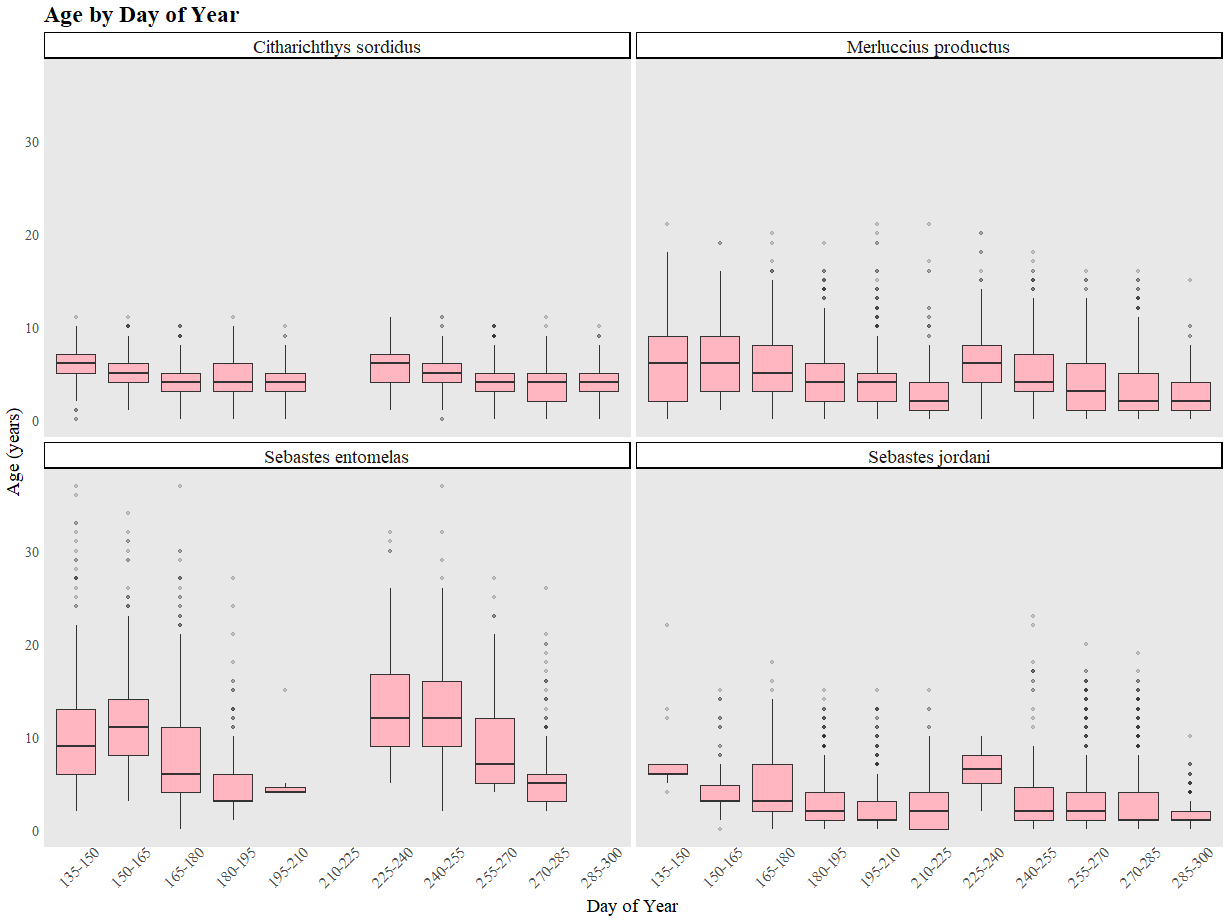 Age by Day of Year
Citharichthys sordidus
Merluccius productus
30
20
10
0
Age (years)
Sebastes entomelas
Sebastes jordani
30
20
10
0
135-150 150-165 165-180 180-195 195-210 210-225 225-240 240-255 255-270 270-285 285-300
135-150 150-165 165-180 180-195 195-210 210-225 225-240 240-255 255-270 270-285 285-300
Day of Year